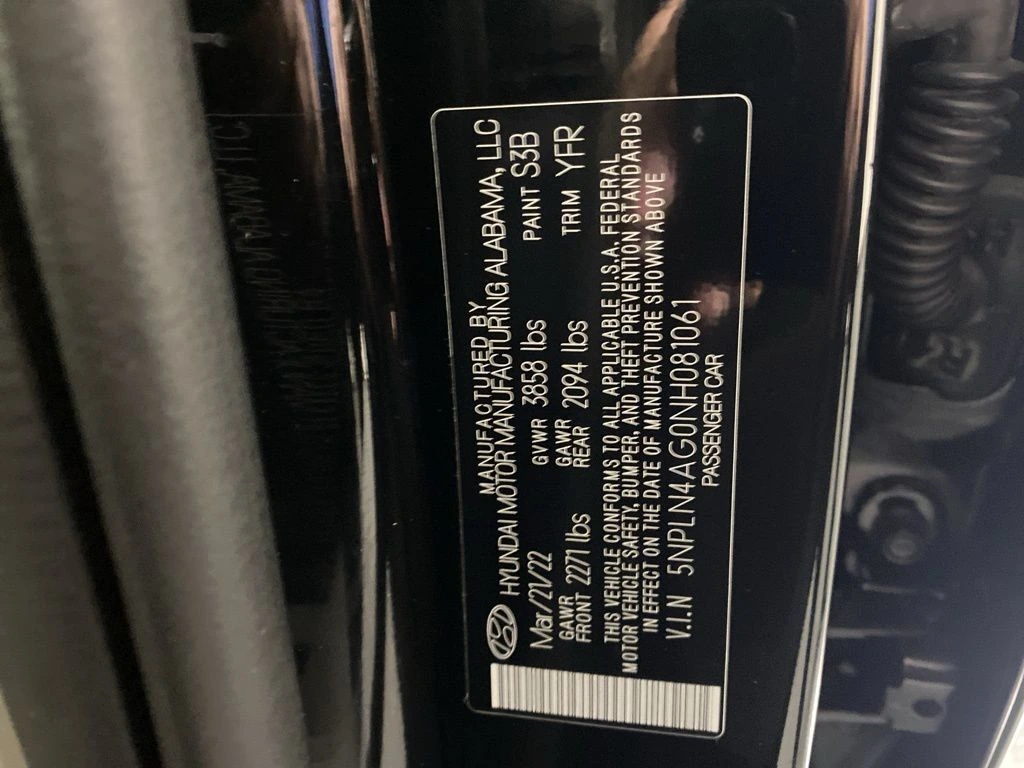 MANUFACTURED BY
HYUNDAI MOTOR MANUFACTURING ALABAMA, LLC
Mar/21/22 GVWR 3858 lbs PAINT S3B
GAWR FRONT 2271 lbs GAWR REAR 2094 lbs TRIM YFR
THIS VEHICLE CONFORMS TO ALL APPLICABLE U.S.A. FEDERAL
MOTOR VEHICLE SAFETY, BUMPER, AND THEFT PREVENTION STANDARDS
IN EFFECT ON THE DATE OF MANUFACTURE SHOWN ABOVE
V.I.N 5NPLN4AG0NH081061
PASSENGER CAR